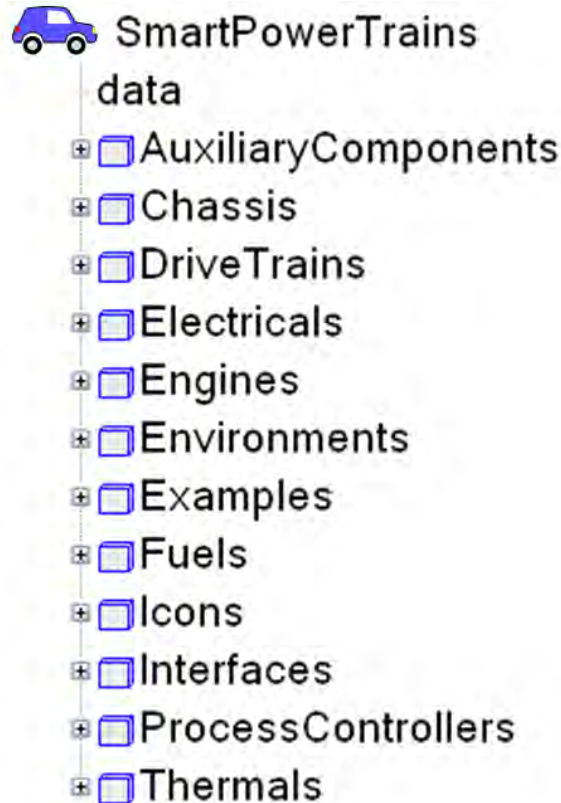 SmartPowerTrains
data
AuxiliaryComponents
Chassis
DriveTrains
Electricals
Engines
Environments
Examples
Fuels
Icons
Interfaces
ProcessControllers
Thermals